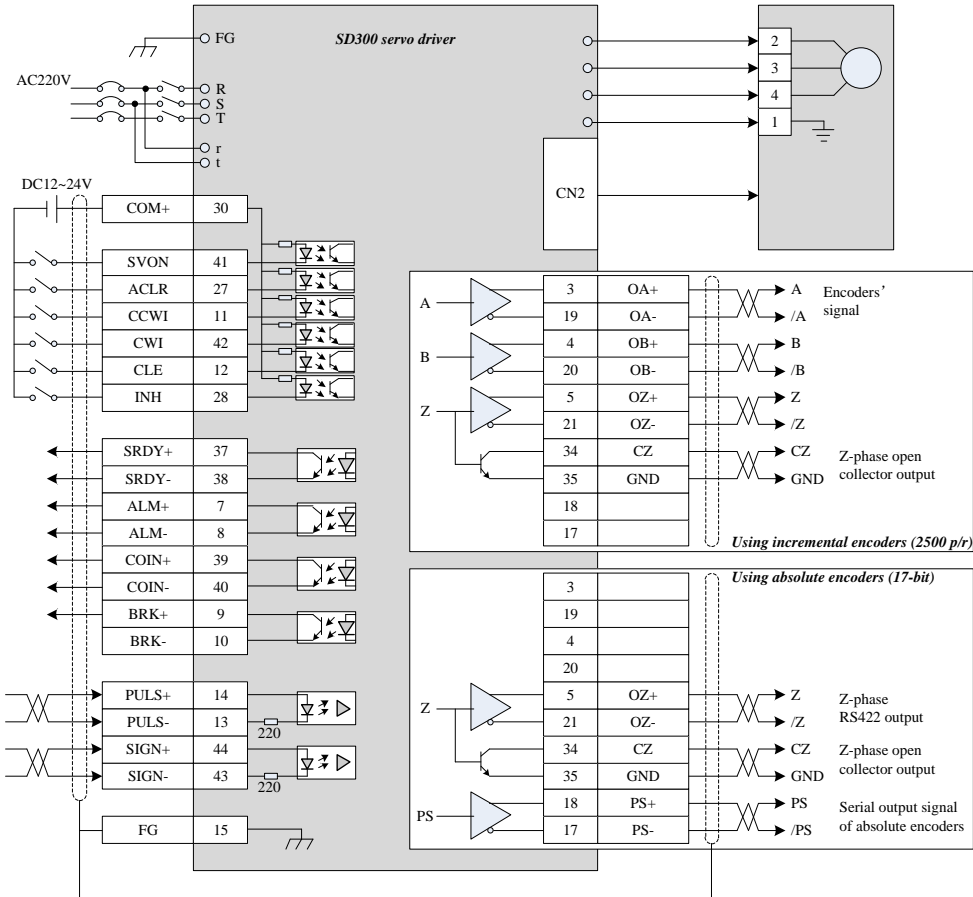 SD300 servo driver
FG
AC220V
R
S
T
r
t
2
3
4
1
CN2
DC12~24V
COM+ 30
SVON 41
ACLR 27
CCWI 11
CWI 42
CLE 12
INH 28
SRDY+ 37
SRDY- 38
ALM+ 7
ALM- 8
COIN+ 39
COIN- 40
BRK+ 9
BRK- 10
PULS+ 14
PULS- 13
220
SIGN+ 44
SIGN- 43
220
FG 15
A
3 OA+ A
19 OA- /A
Encoders’
signal
B
4 OB+ B
20 OB- /B
Z
5 OZ+ Z
21 OZ- /Z
34 CZ CZ
35 GND GND
Z-phase open
collector output
18
17
Using incremental encoders (2500 p/r)
Using absolute encoders (17-bit)
3
19
4
20
Z
5 OZ+ Z
21 OZ- /Z
Z-phase
RS422 output
34 CZ CZ
35 GND GND
Z-phase open
collector output
PS
18 PS+ PS
17 PS- /PS
Serial output signal
of absolute encoders